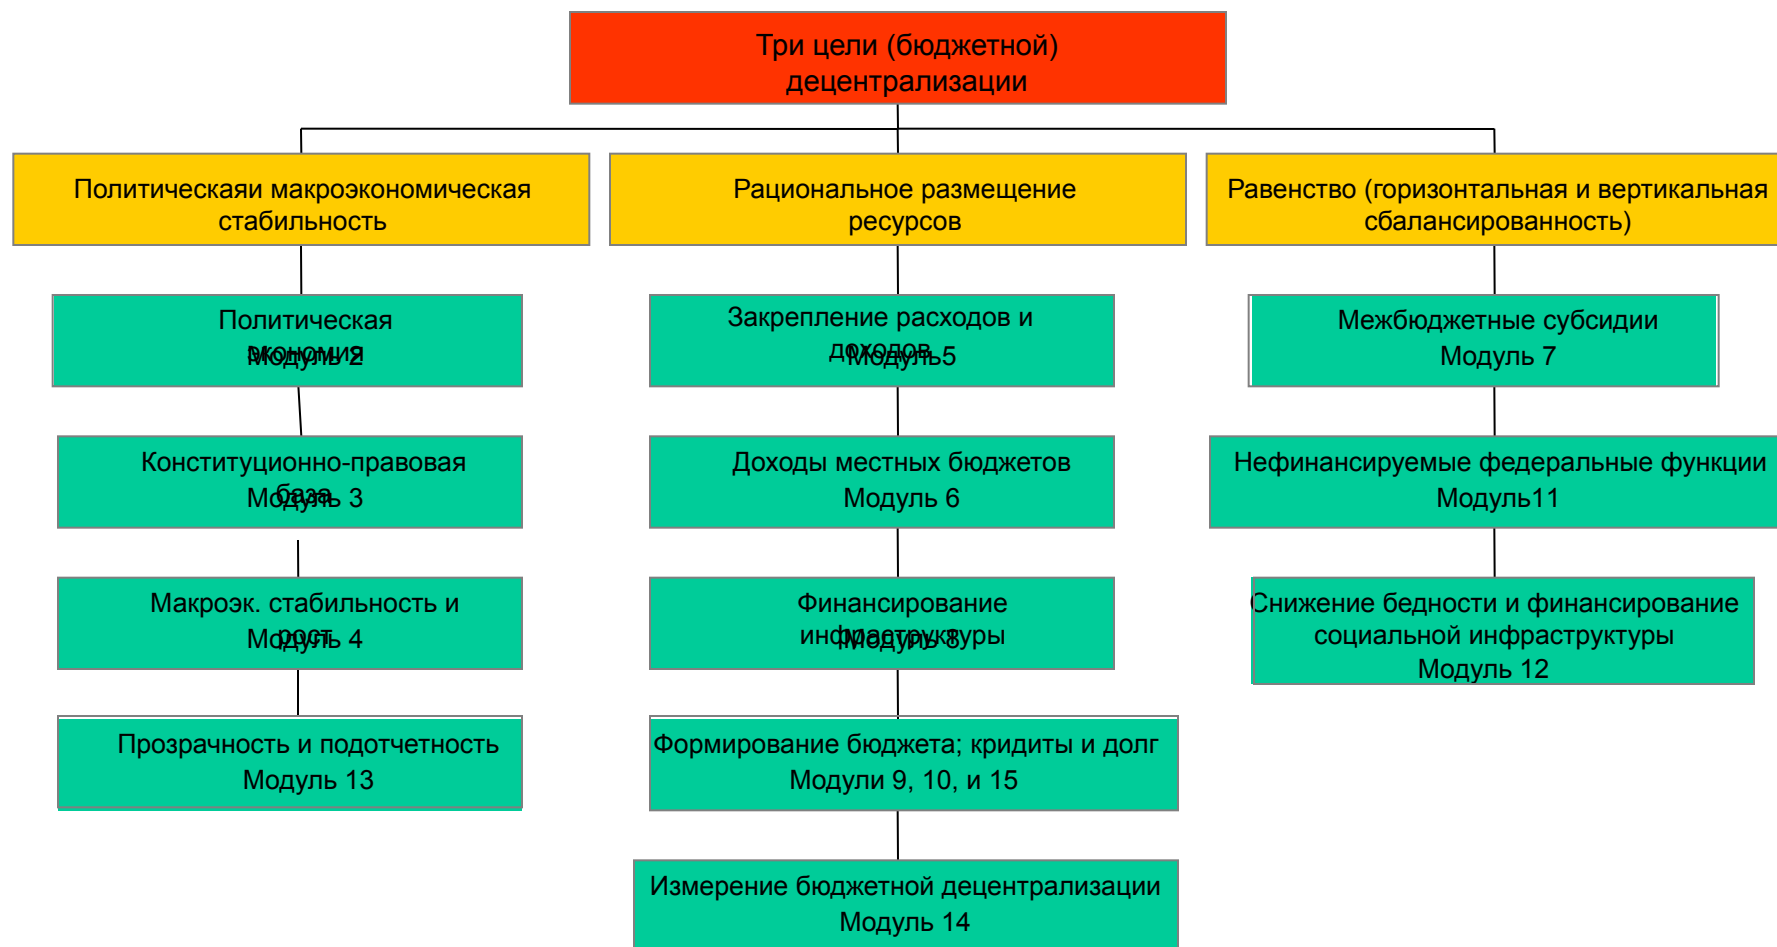 Три цели (бюджетной)
децентрализации
Политическаяи макроэкономическая
стабильность
Рациональное размещение
ресурсов
Равенство (горизонтальная и вертикальная
сбалансированность)
Политическая
экономия
Модуль 2
Закрепление расходов и
доходов
Модуль5
Межбюджетные субсидии
Модуль 7
Конституционно-правовая
база
Модуль 3
Доходы местных бюджетов
Модуль 6
Нефинансируемые федеральные функции
Модуль11
Макроэк. стабильность и
рост
Модуль 4
Финансирование
инфраструктуры
Модуль 8
Снижение бедности и финансирование
социальной инфраструктуры
Модуль 12
Прозрачность и подотчетность
Модуль 13
Формирование бюджета; кридиты и долг
Модули 9, 10, и 15
Измерение бюджетной децентрализации
Модуль 14